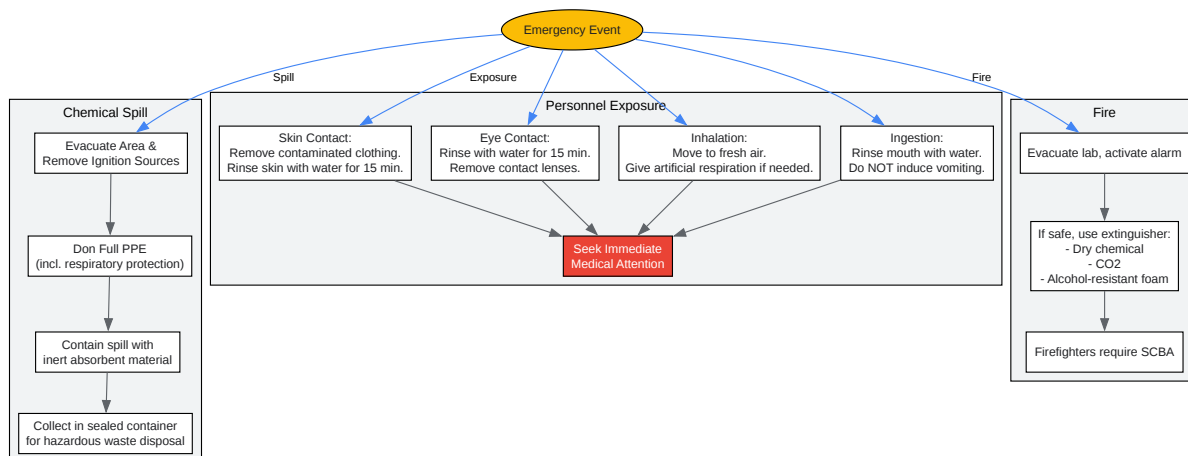 Emergency Event
Spill
Exposure
Fire
Chemical Spill
Evacuate Area &
Remove Ignition Sources
Don Full PPE
(incl. respiratory protection)
Contain spill with
inert absorbent material
Collect in sealed container
for hazardous waste disposal
Personnel Exposure
Skin Contact:
Remove contaminated clothing.
Rinse skin with water for 15 min.
Eye Contact:
Rinse with water for 15 min.
Remove contact lenses.
Inhalation:
Move to fresh air.
Give artificial respiration if needed.
Ingestion:
Rinse mouth with water.
Do NOT induce vomiting.
Seek Immediate
Medical Attention
Fire
Evacuate lab, activate alarm
If safe, use extinguisher:
- Dry chemical
- CO2
- Alcohol-resistant foam
Firefighters require SCBA